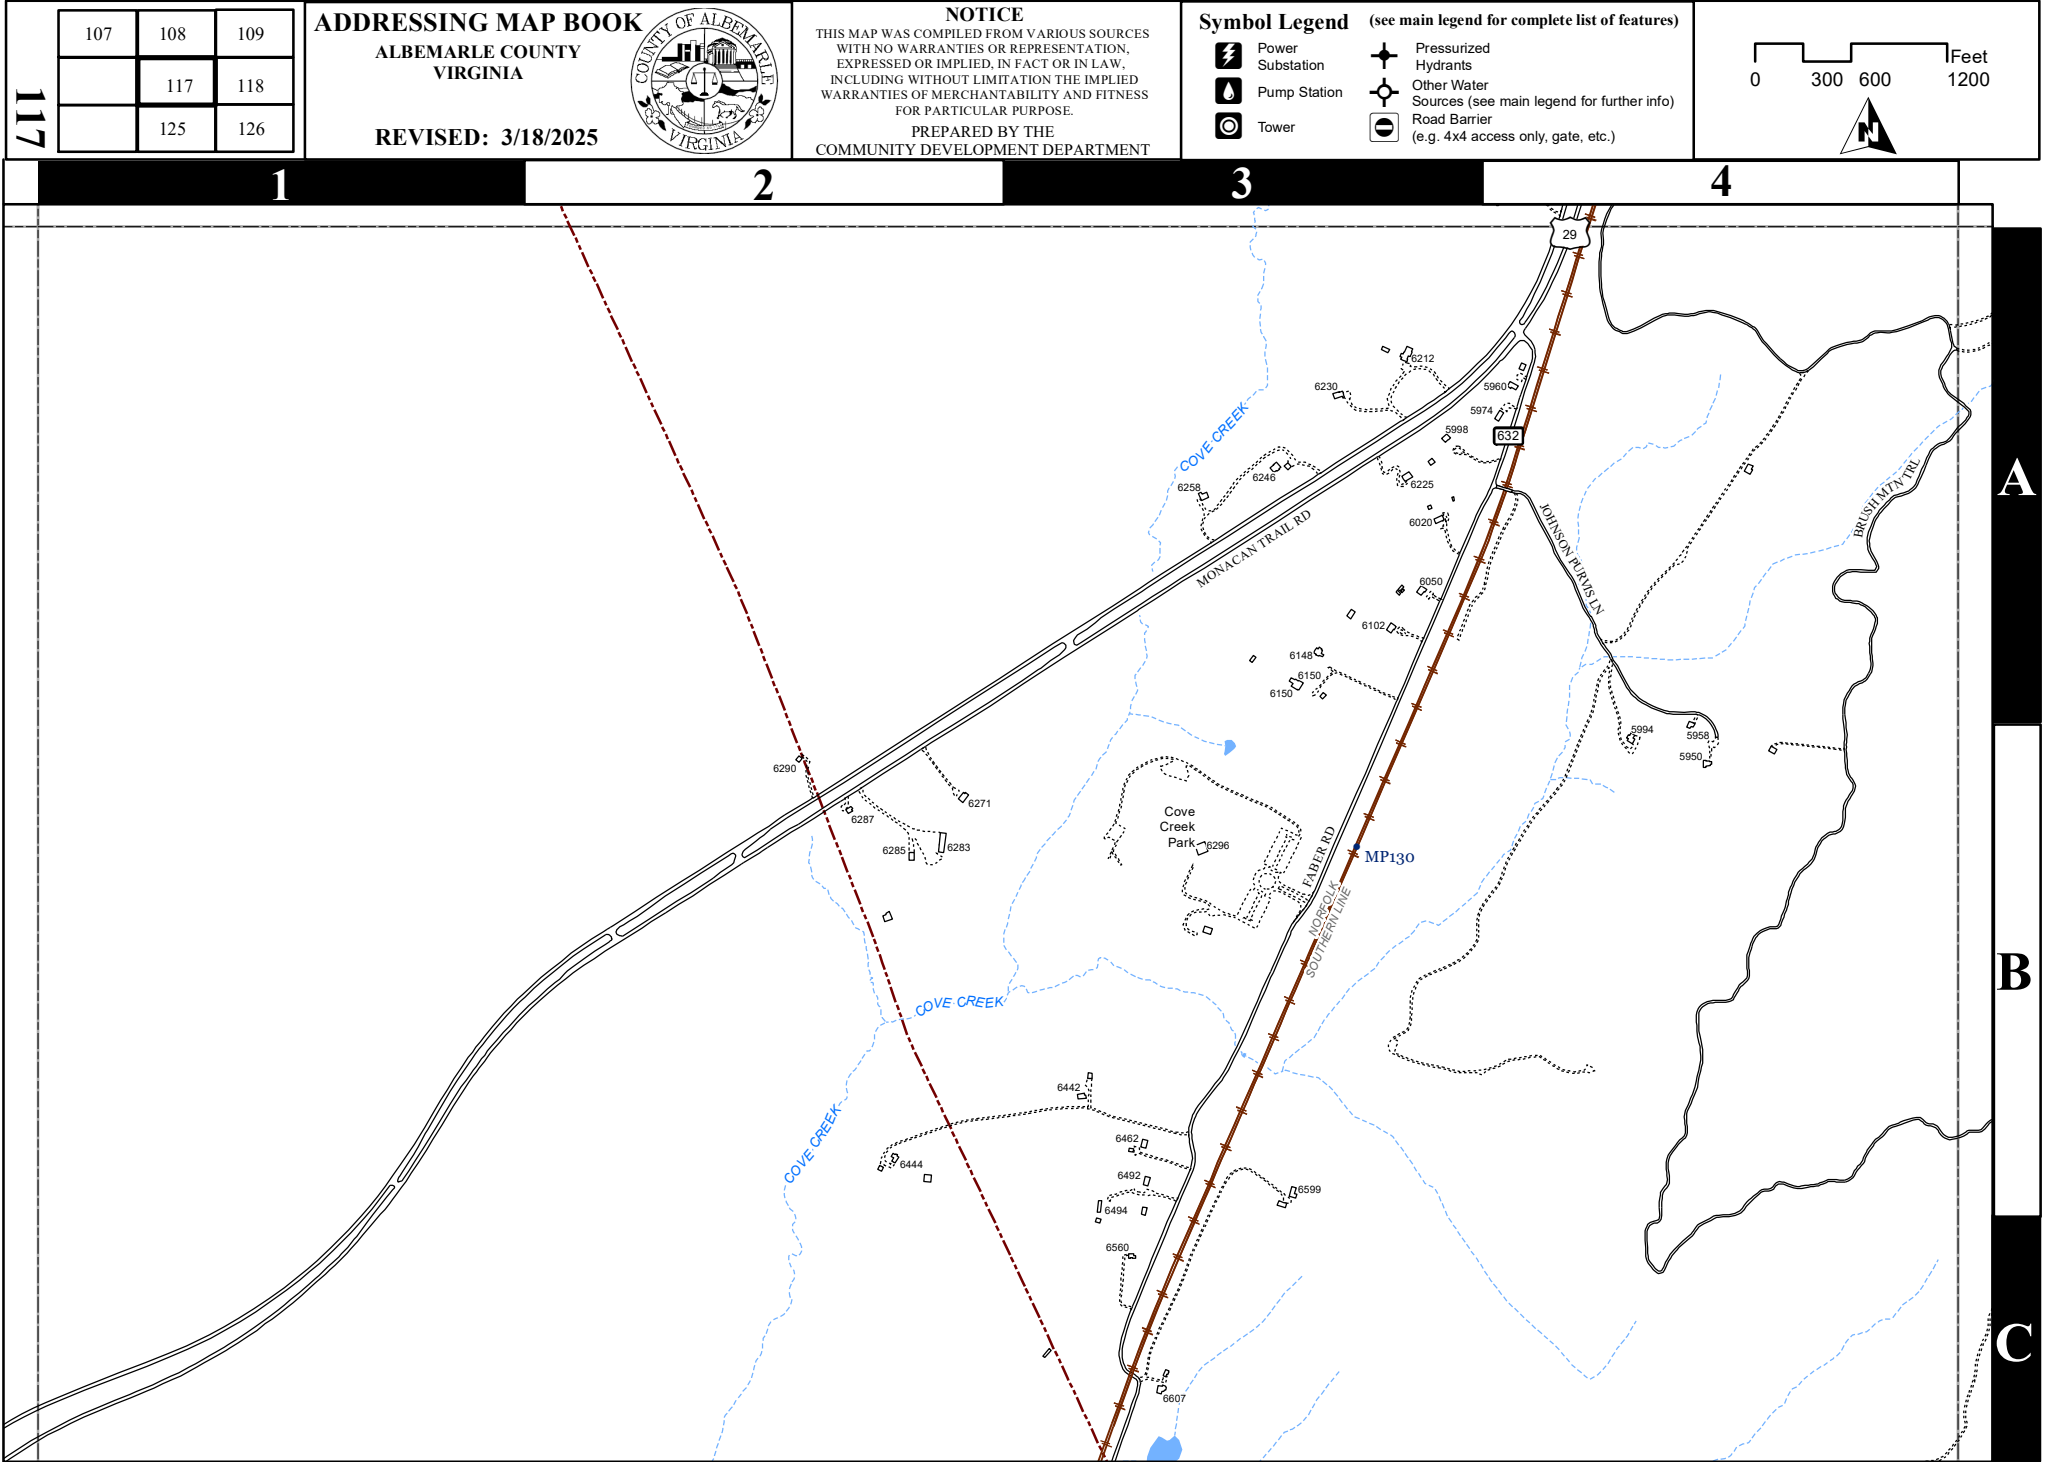 107 108 109
117 118
125 126
117
ADDRESSING MAP BOOK
ALBEMARLE COUNTY
VIRGINIA
REVISED: 3/18/2025
COUNTY OF ALBEMARLE
VIRGINIA
NOTICE
THIS MAP WAS COMPILED FROM VARIOUS SOURCES
WITH NO WARRANTIES OR REPRESENTATION,
EXPRESSED OR IMPLIED, IN FACT OR IN LAW,
INCLUDING WITHOUT LIMITATION THE IMPLIED
WARRANTIES OF MERCHANTABILITY AND FITNESS
FOR PARTICULAR PURPOSE.
PREPARED BY THE
COMMUNITY DEVELOPMENT DEPARTMENT
Symbol Legend (see main legend for complete list of features)
Power
Substation
Pump Station
Tower
Pressurized
Hydrants
Other Water
Sources (see main legend for further info)
Road Barrier
(e.g. 4x4 access only, gate, etc.)
Feet
0 300 600 1200
N
1 2 3 4
A
B
C
29
6212
6230
5960
5974
632
5998
COVE CREEK
6246
6225
6258
6020
MONACAN TRAIL RD
JOHNSON PURVIS LN
BRUSH MTN TRL
6050
6102
6148
6150
6150
5994
5958
5950
6290
6271
6287
6285
6283
Cove
Creek
Park
6296
FABER RD
MP130
NORFOLK
SOUTHERN LINE
COVE CREEK
6442
COVE CREEK
6462
6444
6492
6599
6494
6560
6607